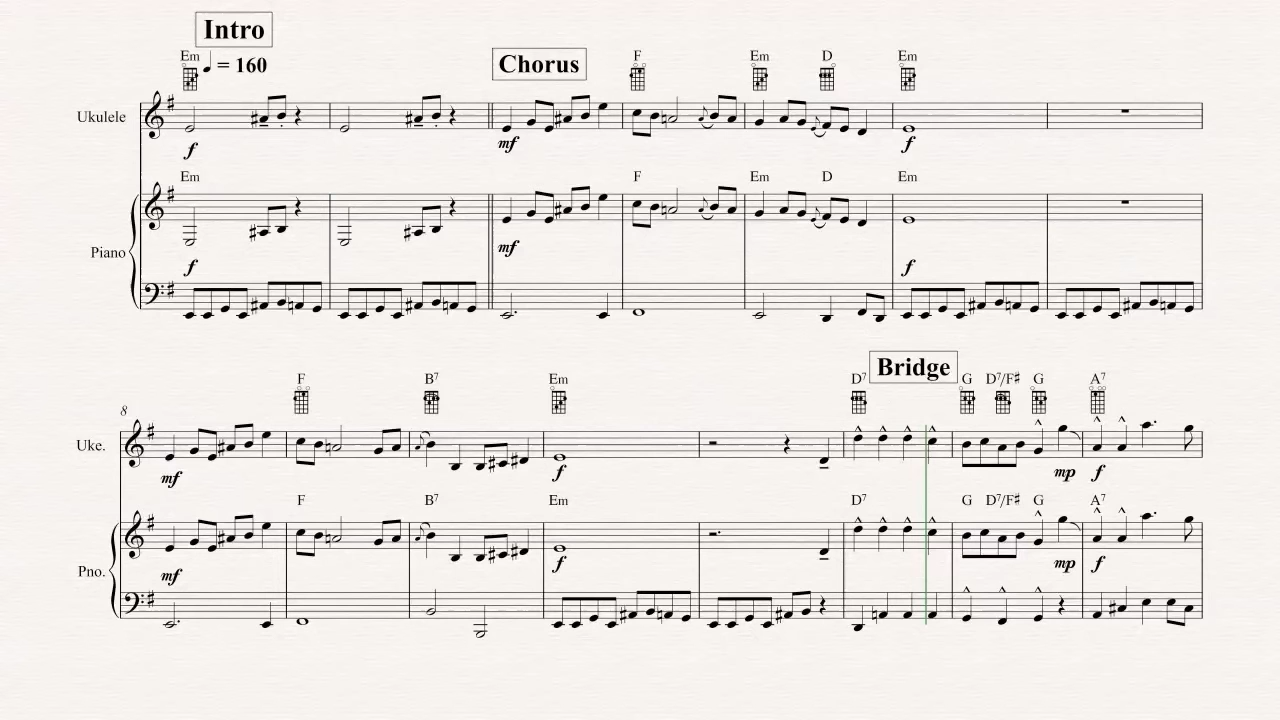 Intro
Em
♩ = 160
Chorus
F
Em
D
Em
Ukulele
f
mf
f
Em
F
Em
D
Em
Piano
f
mf
f
Bridge
8
F
B7
Em
D7
G
D7/F♯
G
A7
Uke.
mf
f
mp
f
F
B7
Em
D7
G
D7/F♯
G
A7
Pno.
mf
f
mp
f